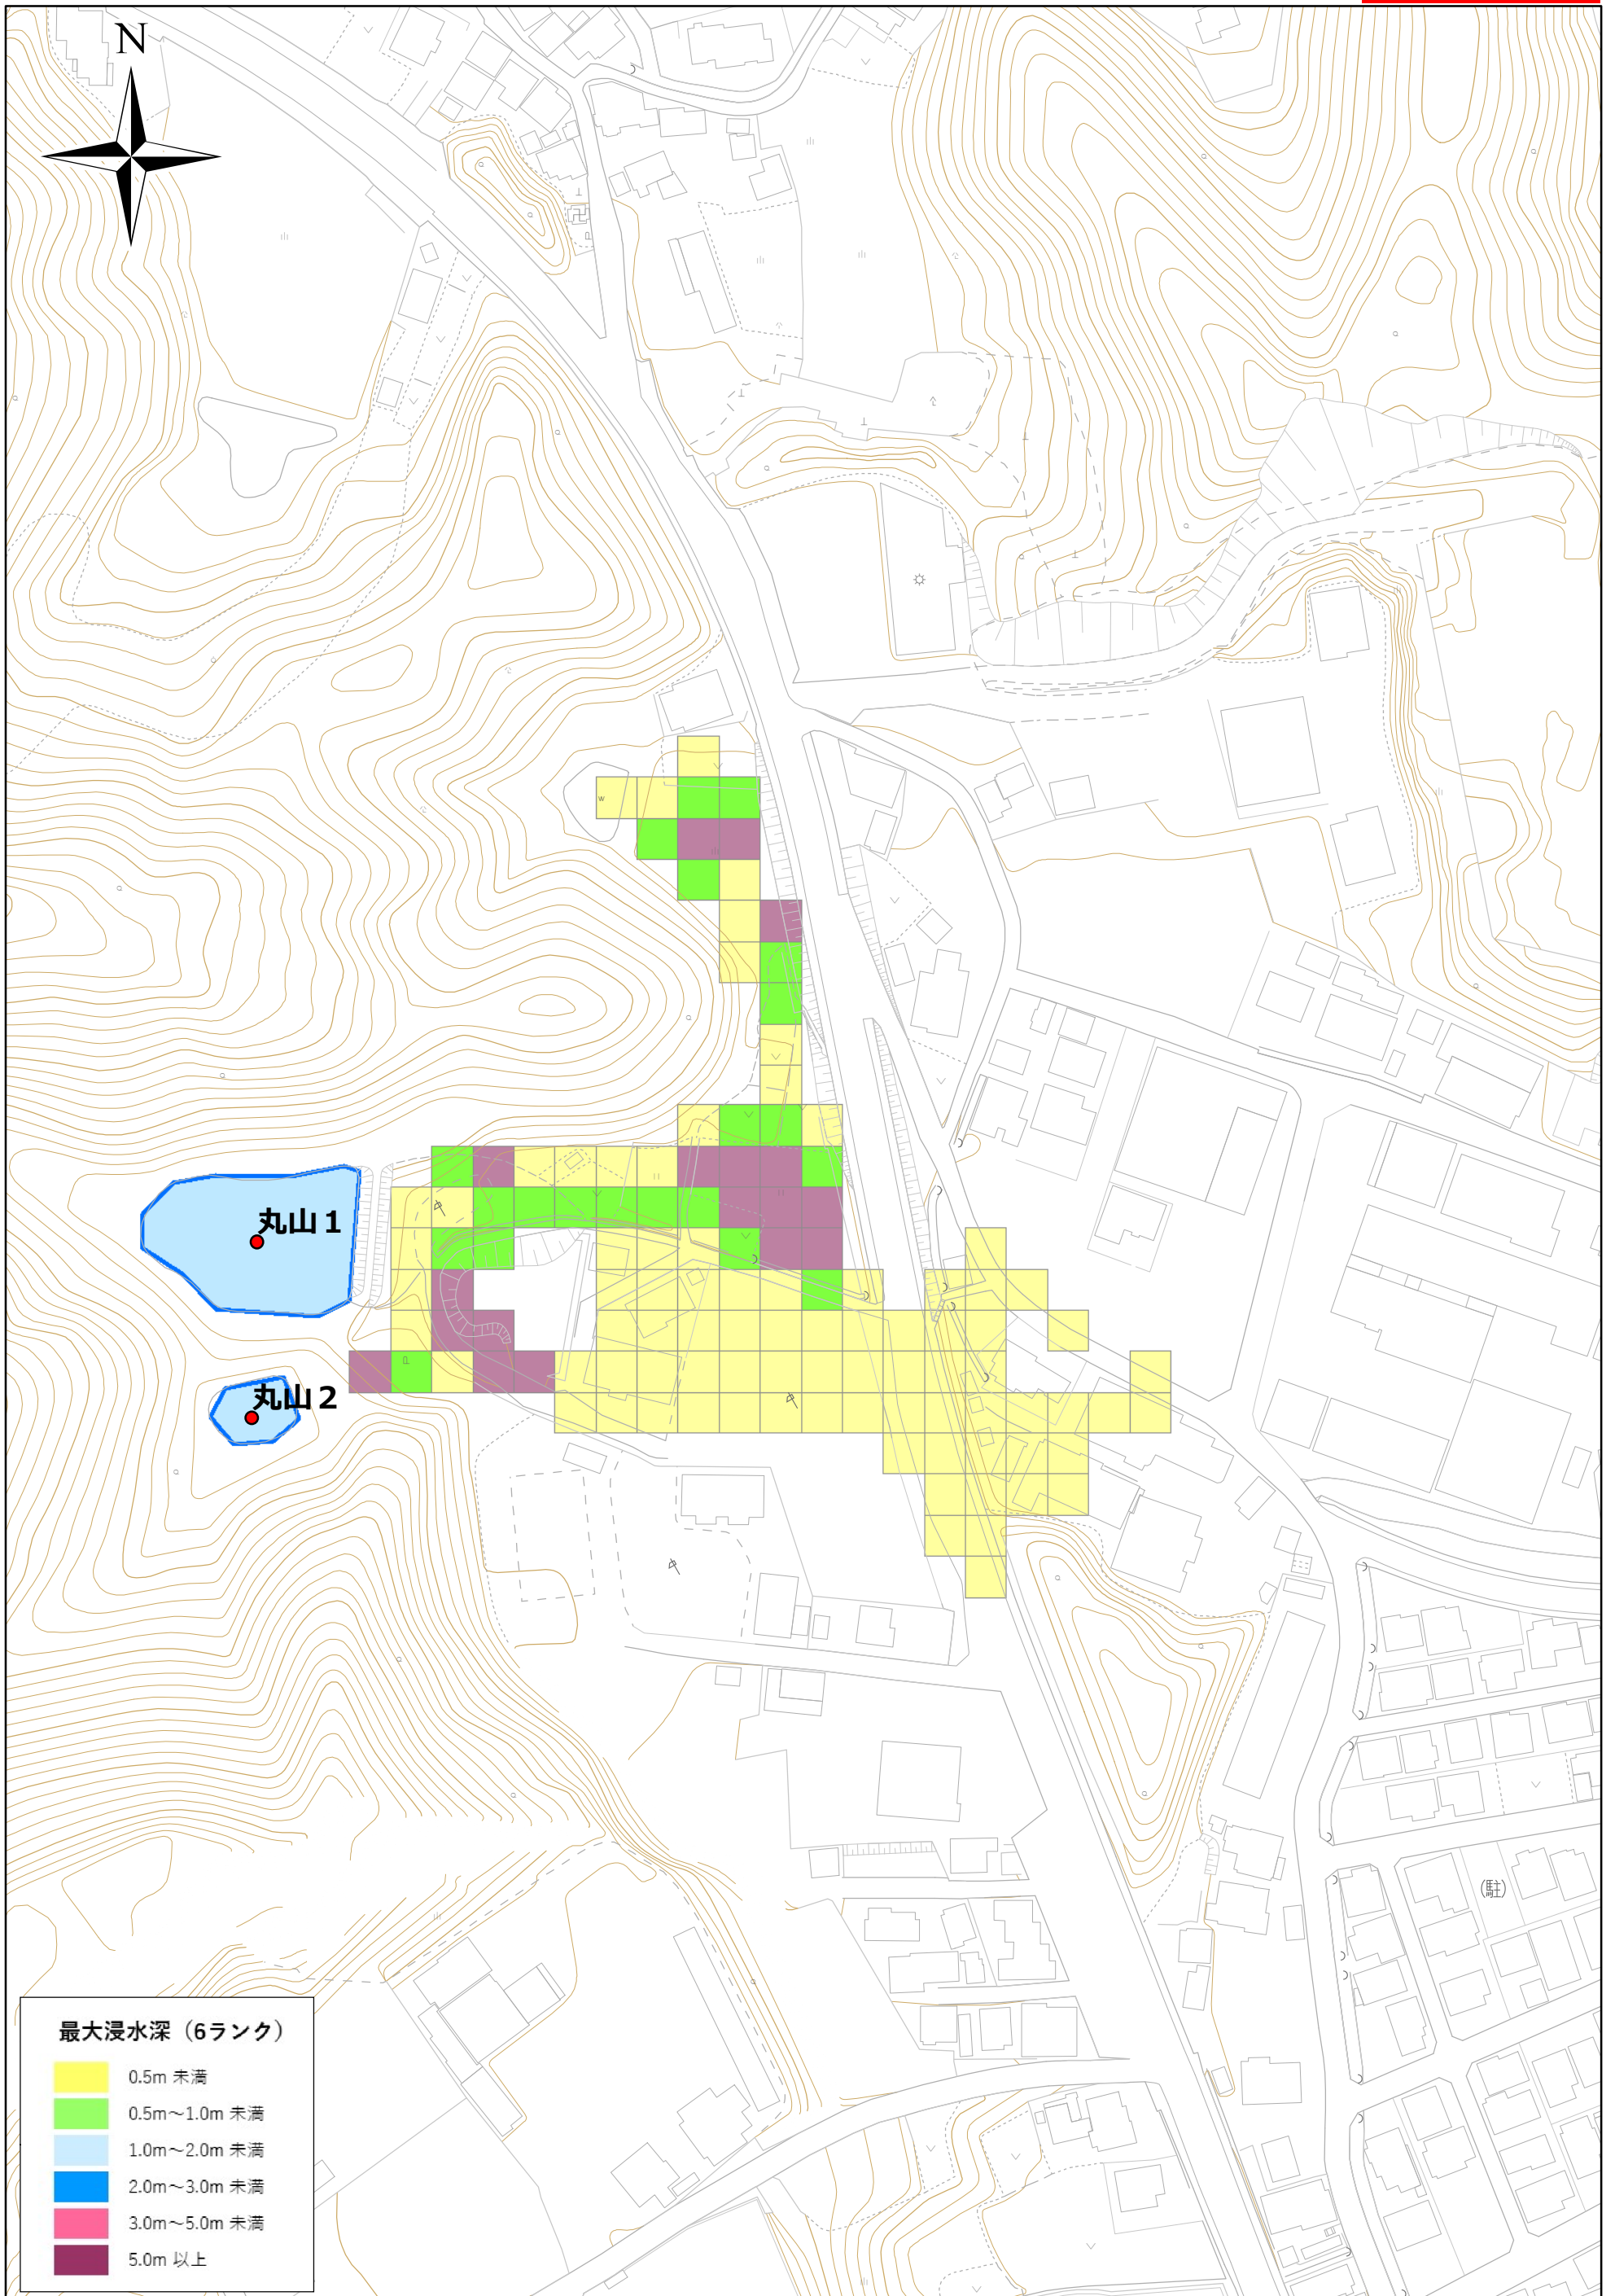 N
W
丸山１
丸山２
(駐)
最大浸水深（6ランク）
0.5m 未満
0.5m～1.0m 未満
1.0m～2.0m 未満
2.0m～3.0m 未満
3.0m～5.0m 未満
5.0m 以上